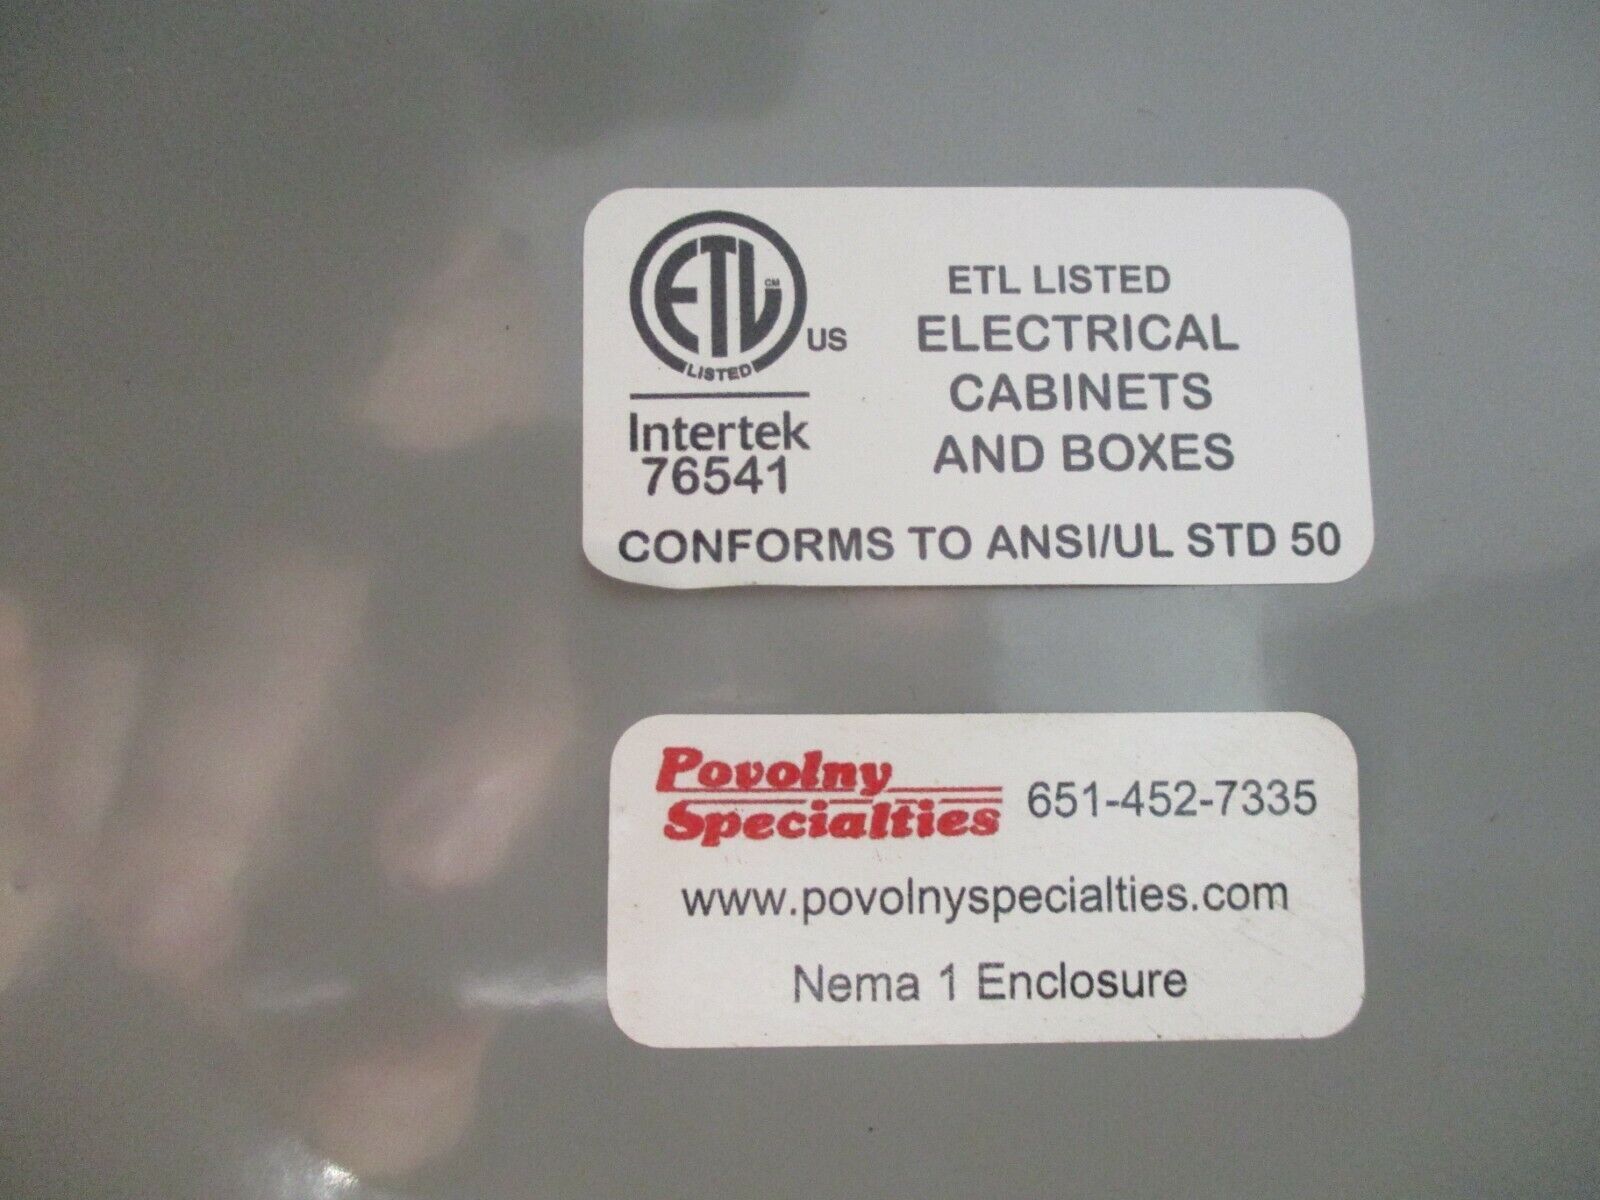 ETL CM
LISTED
US
Intertek
76541
ETL LISTED
ELECTRICAL
CABINETS
AND BOXES
CONFORMS TO ANSI/UL STD 50
Povolny
Specialties
651-452-7335
www.povolnyspecialties.com
Nema 1 Enclosure